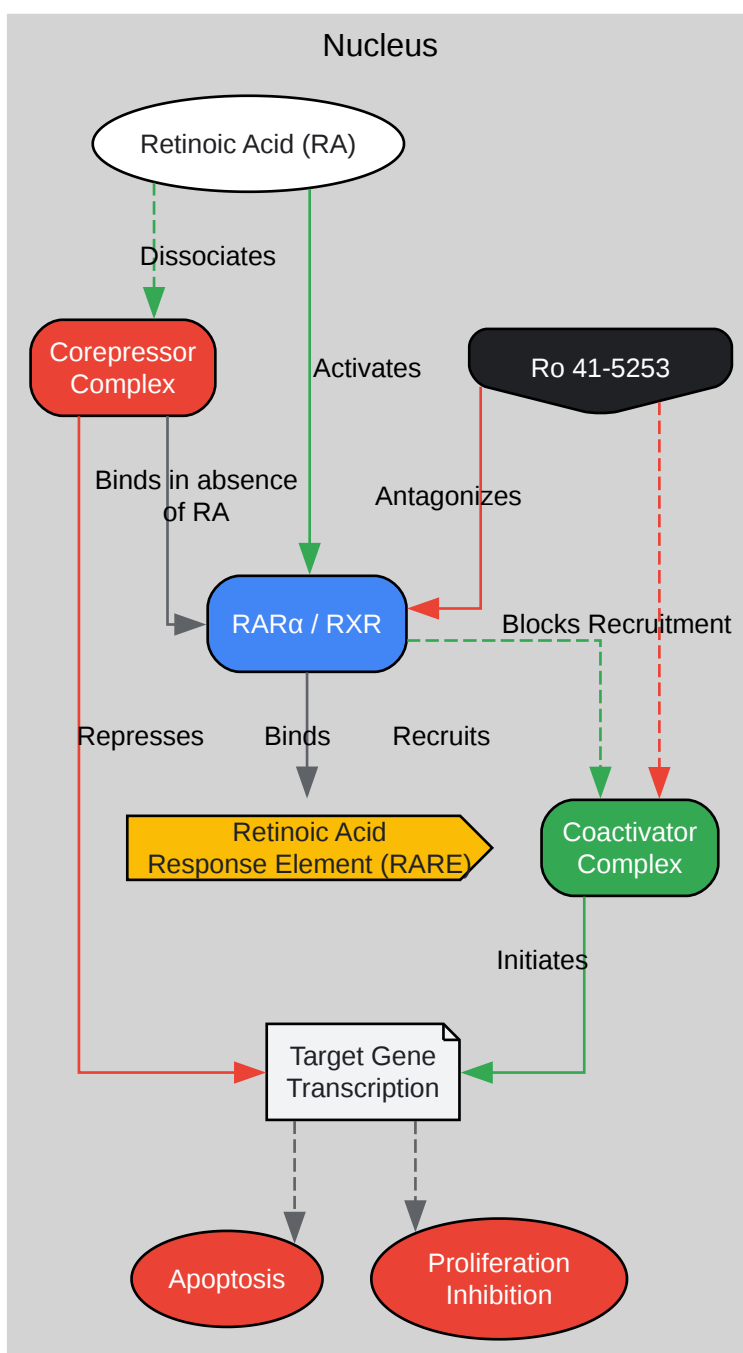 Nucleus
Retinoic Acid (RA)
Dissociates
Corepressor
Complex
Activates
Ro 41-5253
Binds in absence
of RA
Antagonizes
RARα / RXR
Blocks Recruitment
Represses
Binds
Recruits
Retinoic Acid
Response Element (RARE)
Coactivator
Complex
Initiates
Target Gene
Transcription
Apoptosis
Proliferation
Inhibition